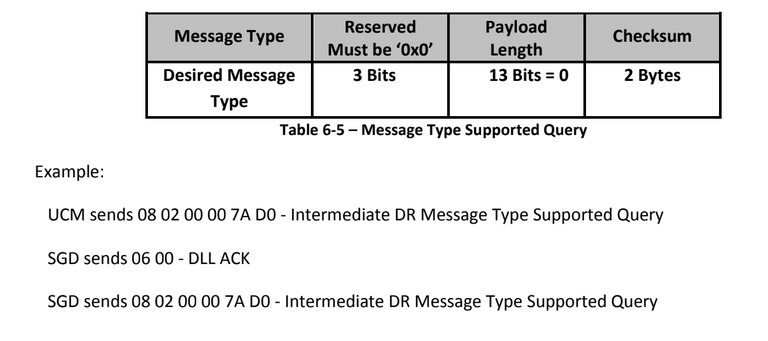 Message Type
Reserved
Must be ‘0x0’
Payload
Length
Checksum
Desired Message
Type
3 Bits
13 Bits = 0
2 Bytes
Table 6-5 – Message Type Supported Query
Example:
UCM sends 08 02 00 00 7A D0 - Intermediate DR Message Type Supported Query
SGD sends 06 00 - DLL ACK
SGD sends 08 02 00 00 7A D0 - Intermediate DR Message Type Supported Query